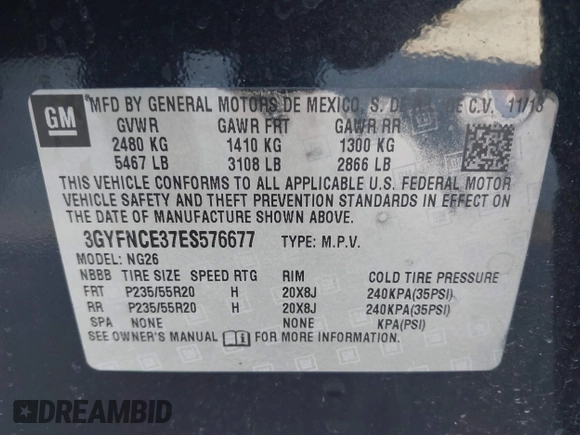 GM
MFD BY GENERAL MOTORS DE MEXICO, S. DE R.L. DE C.V. 11/13
GVWR GAWR FRT GAWR RR
2480 KG 1410 KG 1300 KG
5467 LB 3108 LB 2866 LB
THIS VEHICLE CONFORMS TO ALL APPLICABLE U.S. FEDERAL MOTOR
VEHICLE SAFETY AND THEFT PREVENTION STANDARDS IN EFFECT ON
THE DATE OF MANUFACTURE SHOWN ABOVE.
3GYFNCE37ES576677 TYPE: M.P.V.
MODEL: NG26
NBBB TIRE SIZE SPEED RTG RIM COLD TIRE PRESSURE
FRT P235/55R20 H 20X8J 240KPA(35PSI)
RR P235/55R20 H 20X8J 240KPA(35PSI)
SPA NONE NONE KPA(PSI)
SEE OWNER'S MANUAL FOR MORE INFORMATION.
DREAMBID